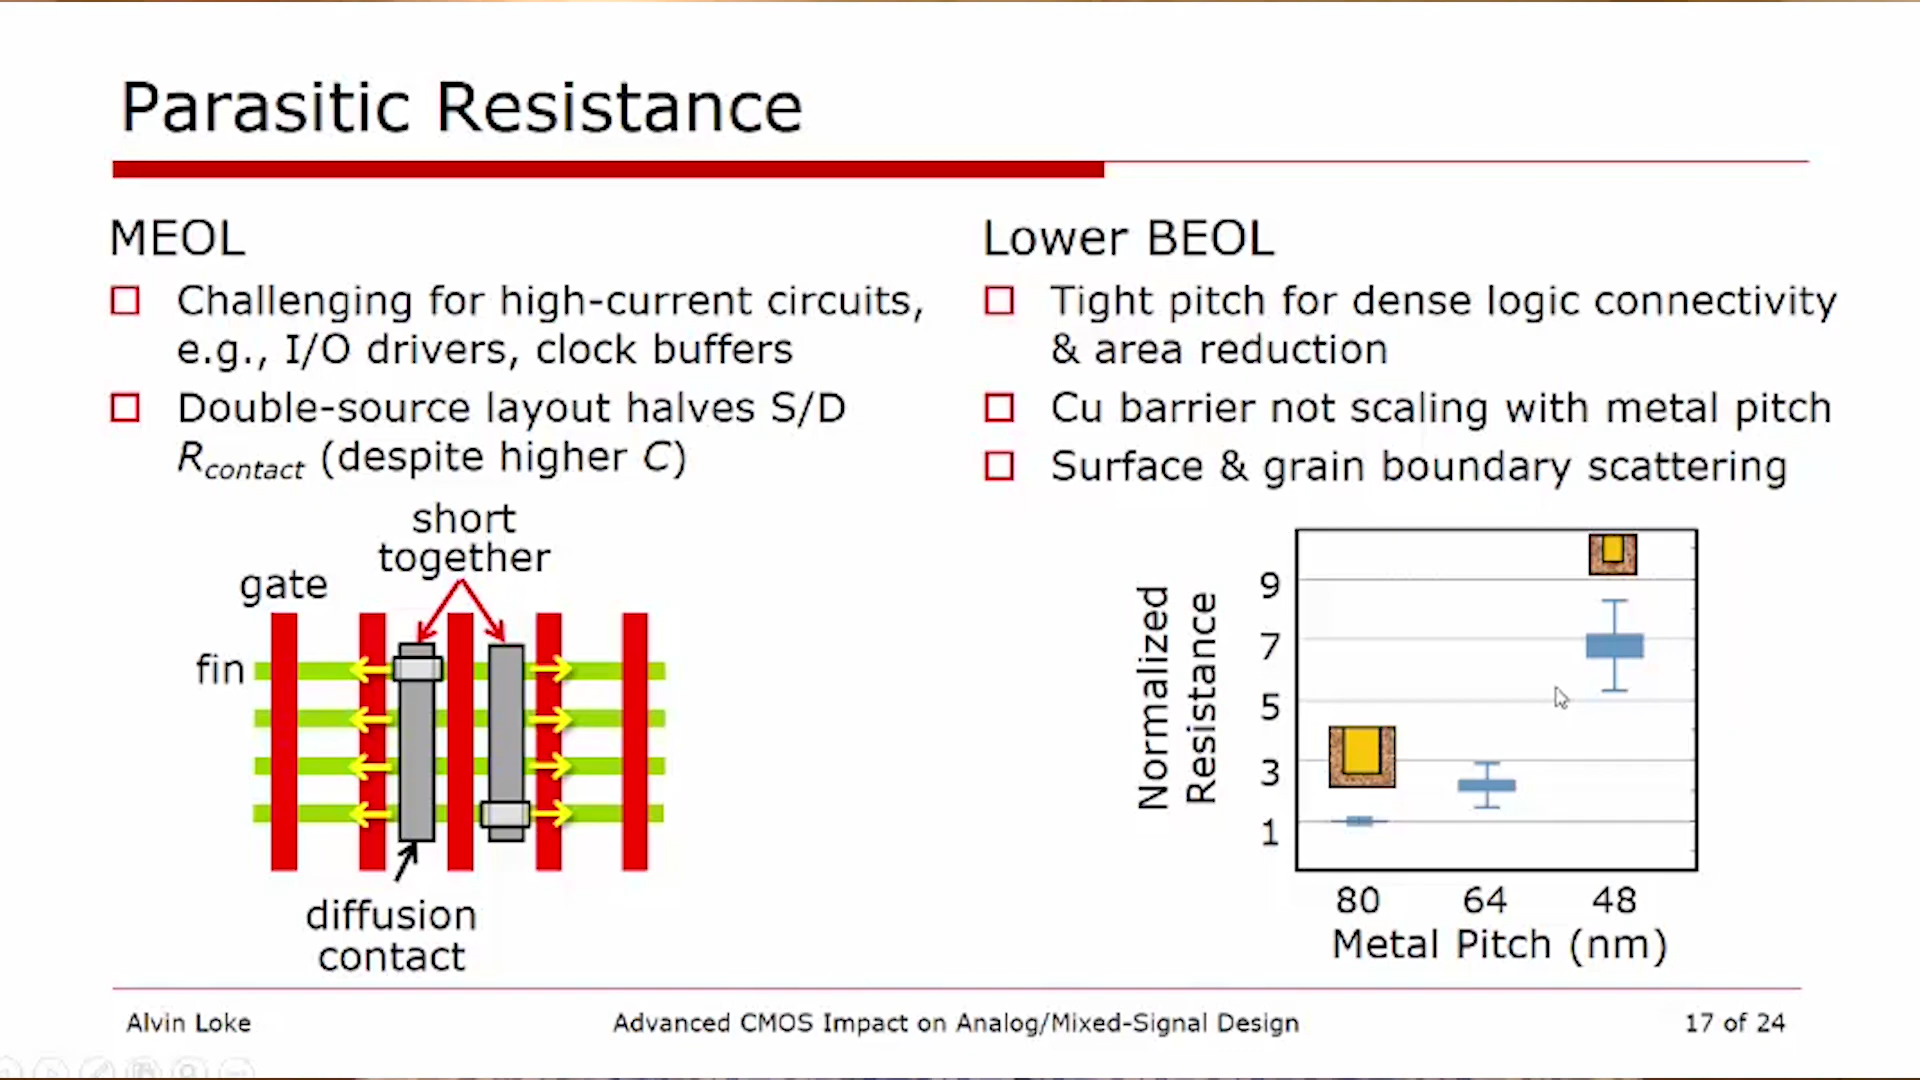 Parasitic Resistance
MEOL
Challenging for high-current circuits,
e.g., I/O drivers, clock buffers
Double-source layout halves S/D
Rcontact (despite higher C)
short
together
gate
fin
diffusion
contact
Lower BEOL
Tight pitch for dense logic connectivity
& area reduction
Cu barrier not scaling with metal pitch
Surface & grain boundary scattering
Normalized
Resistance
9
7
5
3
1
80 64 48
Metal Pitch (nm)
Alvin Loke
Advanced CMOS Impact on Analog/Mixed-Signal Design
17 of 24